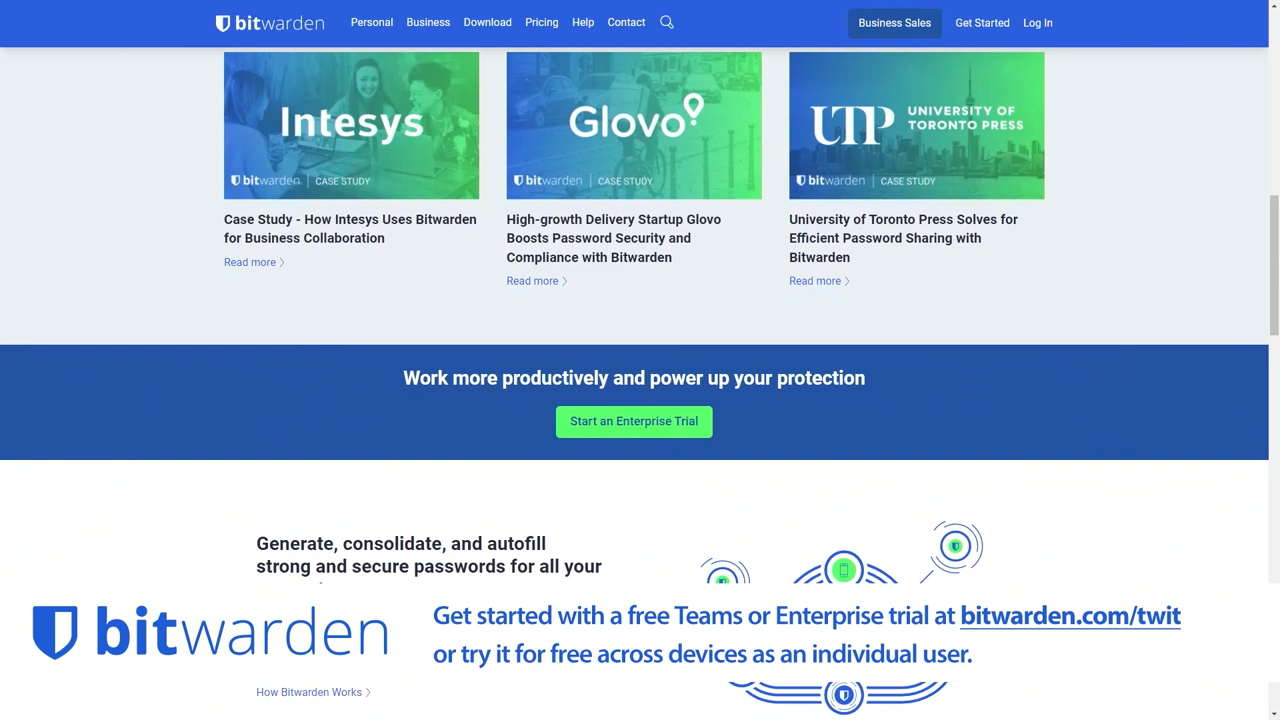 bitwarden
Personal Business Download Pricing Help Contact
Business Sales Get Started Log In
Intesys
bitwarden | CASE STUDY
Glovo
bitwarden | CASE STUDY
UTP UNIVERSITY OF
TORONTO PRESS
bitwarden | CASE STUDY
Case Study - How Intesys Uses Bitwarden
for Business Collaboration
Read more
High-growth Delivery Startup Glovo
Boosts Password Security and
Compliance with Bitwarden
Read more
University of Toronto Press Solves for
Efficient Password Sharing with
Bitwarden
Read more
Work more productively and power up your protection
Start an Enterprise Trial
Generate, consolidate, and autofill
strong and secure passwords for all your
bitwarden
Get started with a free Teams or Enterprise trial at bitwarden.com/twit
or try it for free across devices as an individual user.
How Bitwarden Works